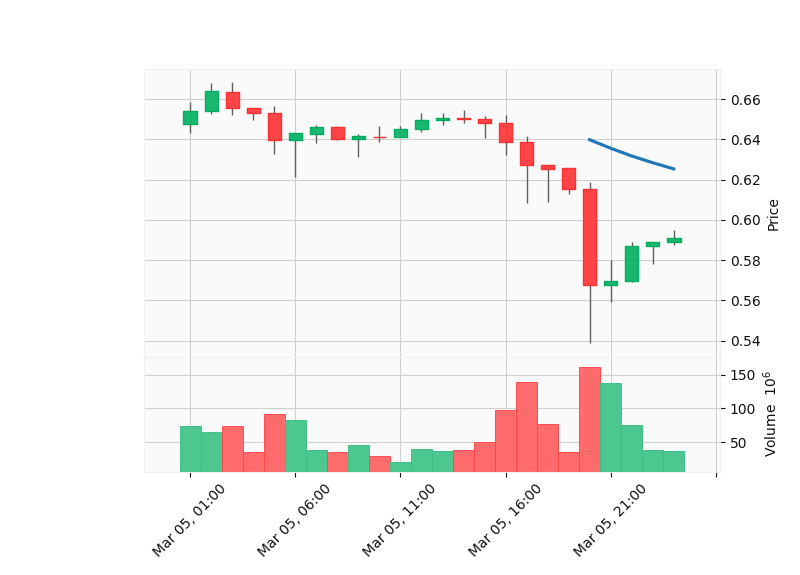 0.66
0.64
0.62
0.60
0.58
0.56
0.54
Price
150
100
50
Volume 10⁶
Mar 05, 01:00
Mar 05, 06:00
Mar 05, 11:00
Mar 05, 16:00
Mar 05, 21:00